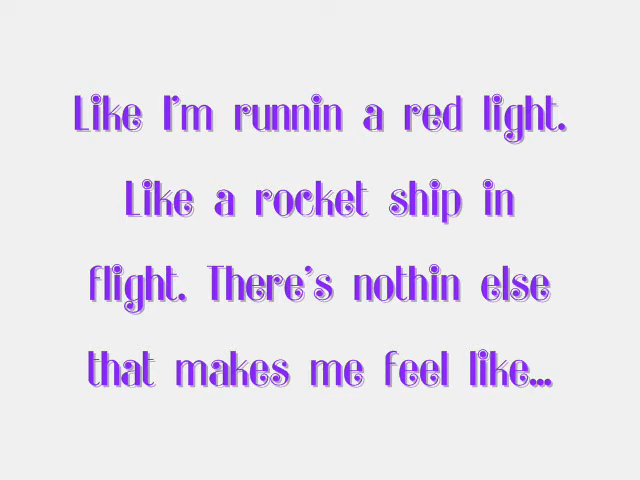 Like I'm runnin a red light.
Like a rocket ship in
flight. There's nothin else
that makes me feel like...